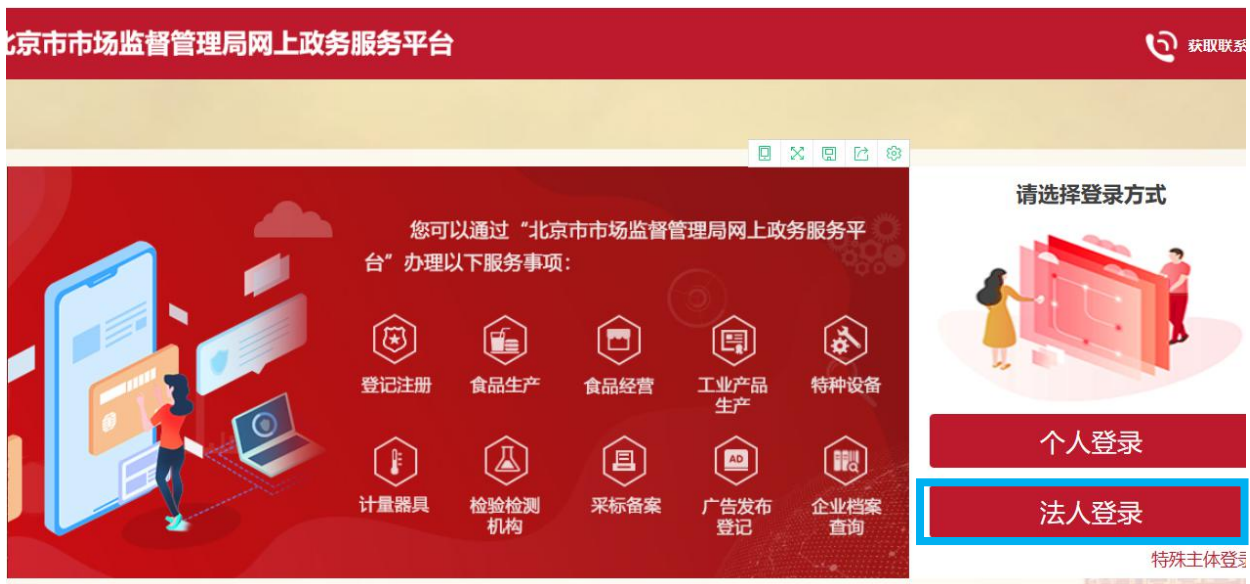 北京市市场监督管理局网上政务服务平台
获取联系
请选择登录方式
您可以通过“北京市市场监督管理局网上政务服务平
台”办理以下服务事项：
登记注册
食品生产
食品经营
工业产品
生产
特种设备
计量器具
检验检测
机构
采标备案
AD
广告发布
登记
企业档案
查询
个人登录
法人登录
特殊主体登录